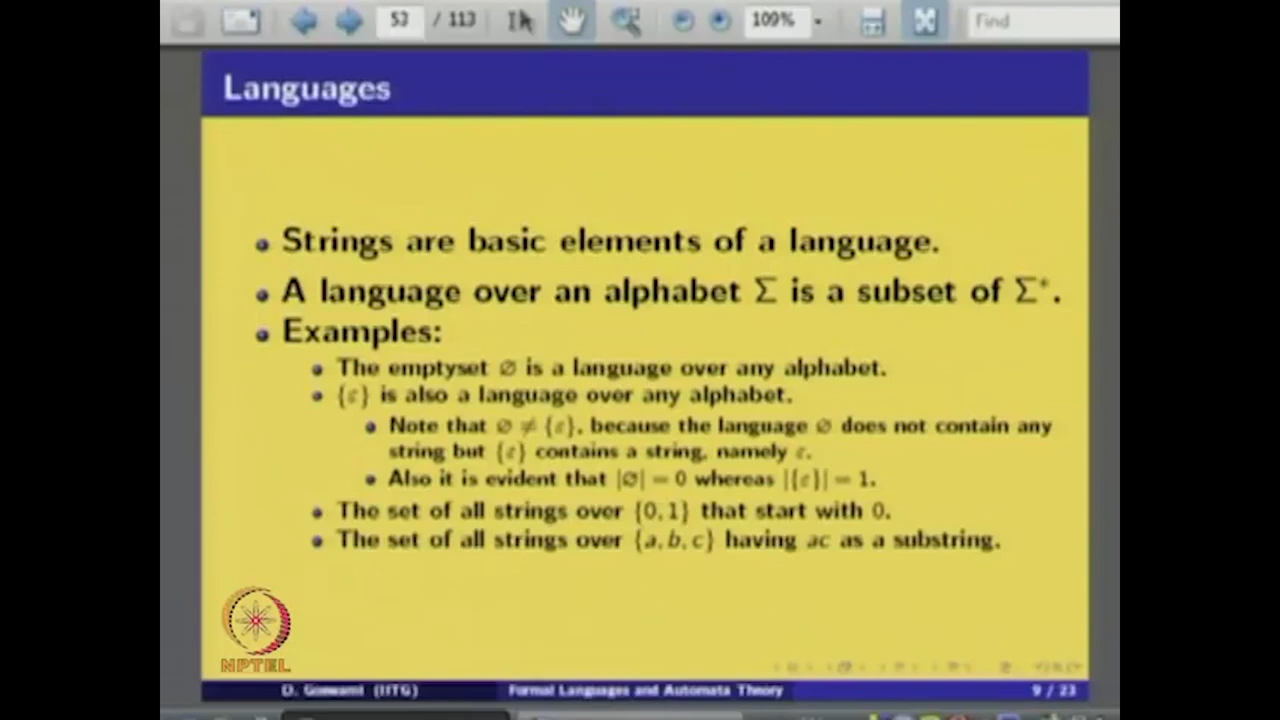 53 / 113 109% Find
Languages
Strings are basic elements of a language.
A language over an alphabet Σ is a subset of Σ*.
Examples:
The emptyset ∅ is a language over any alphabet.
{ε} is also a language over any alphabet.
Note that ∅ ≠ {ε}, because the language ∅ does not contain any
string but {ε} contains a string, namely ε.
Also it is evident that |∅| = 0 whereas |{ε}| = 1.
The set of all strings over {0, 1} that start with 0.
The set of all strings over {a, b, c} having ac as a substring.
NPTEL
D. Goswami (IITG) Formal Languages and Automata Theory 9 / 23